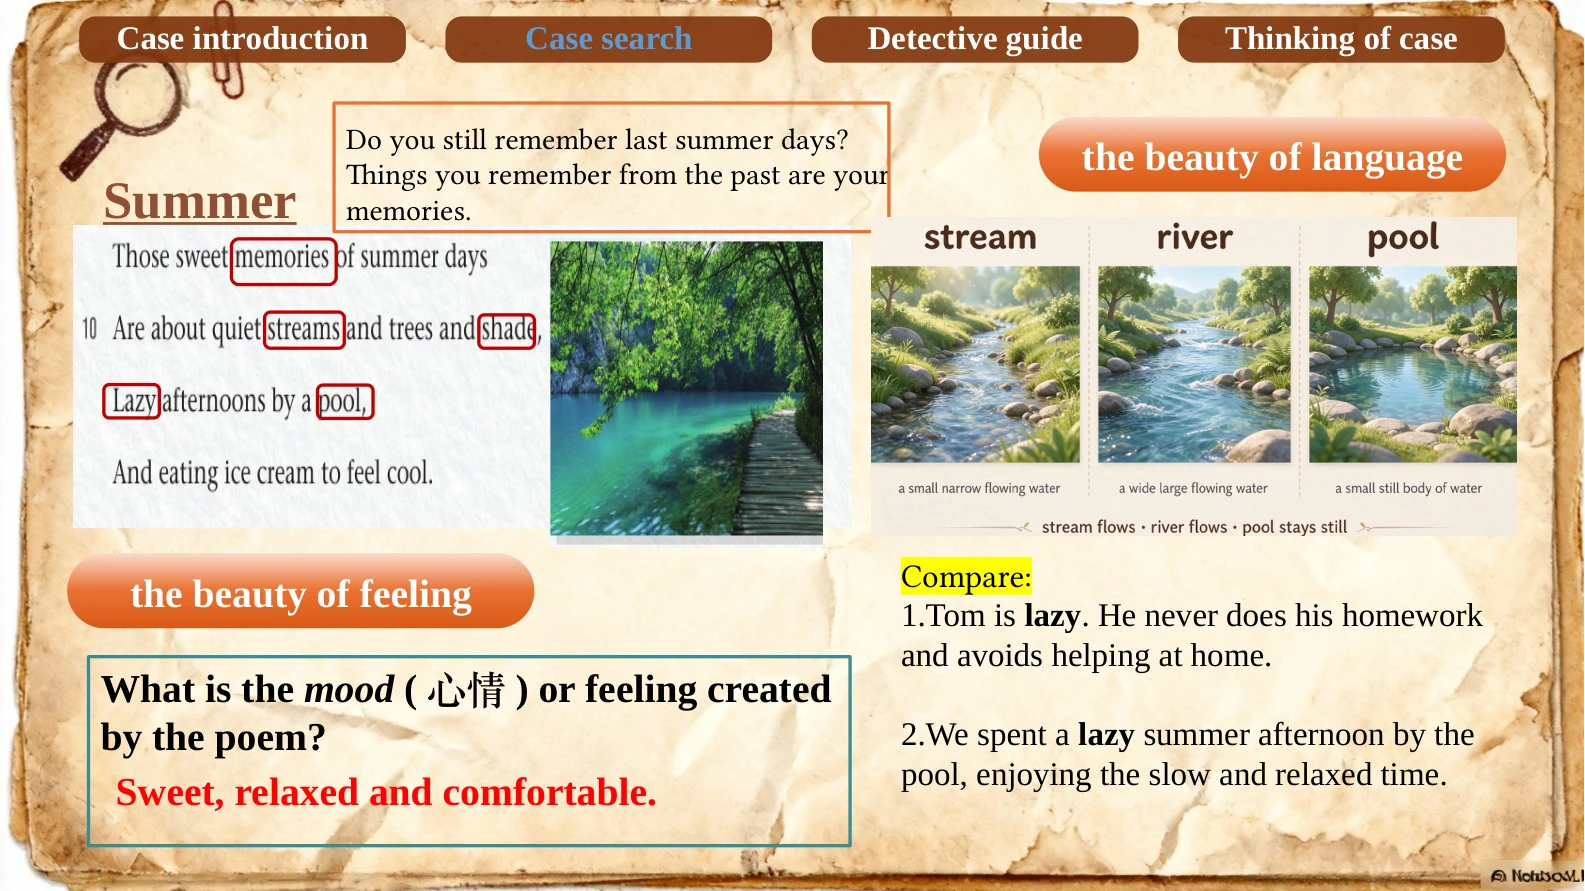 Case introduction
Case search
Detective guide
Thinking of case
Do you still remember last summer days?
Things you remember from the past are your
memories.
the beauty of language
Summer
Those sweet memories of summer days
10 Are about quiet streams and trees and shade,
Lazy afternoons by a pool,
And eating ice cream to feel cool.
stream
river
pool
a small narrow flowing water
a wide large flowing water
a small still body of water
stream flows • river flows • pool stays still
the beauty of feeling
What is the mood ( 心情 ) or feeling created
by the poem?
Sweet, relaxed and comfortable.
Compare:
1.Tom is lazy. He never does his homework
and avoids helping at home.
2.We spent a lazy summer afternoon by the
pool, enjoying the slow and relaxed time.